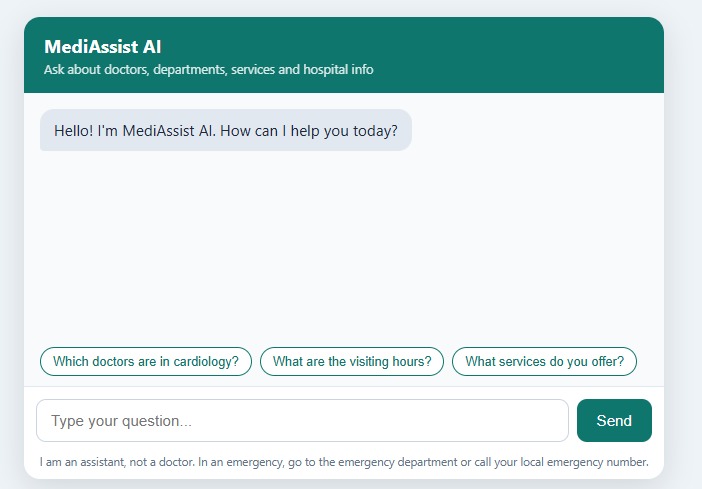 MediAssist AI
Ask about doctors, departments, services and hospital info
Hello! I'm MediAssist AI. How can I help you today?
Which doctors are in cardiology?
What are the visiting hours?
What services do you offer?
Type your question...
Send
I am an assistant, not a doctor. In an emergency, go to the emergency department or call your local emergency number.